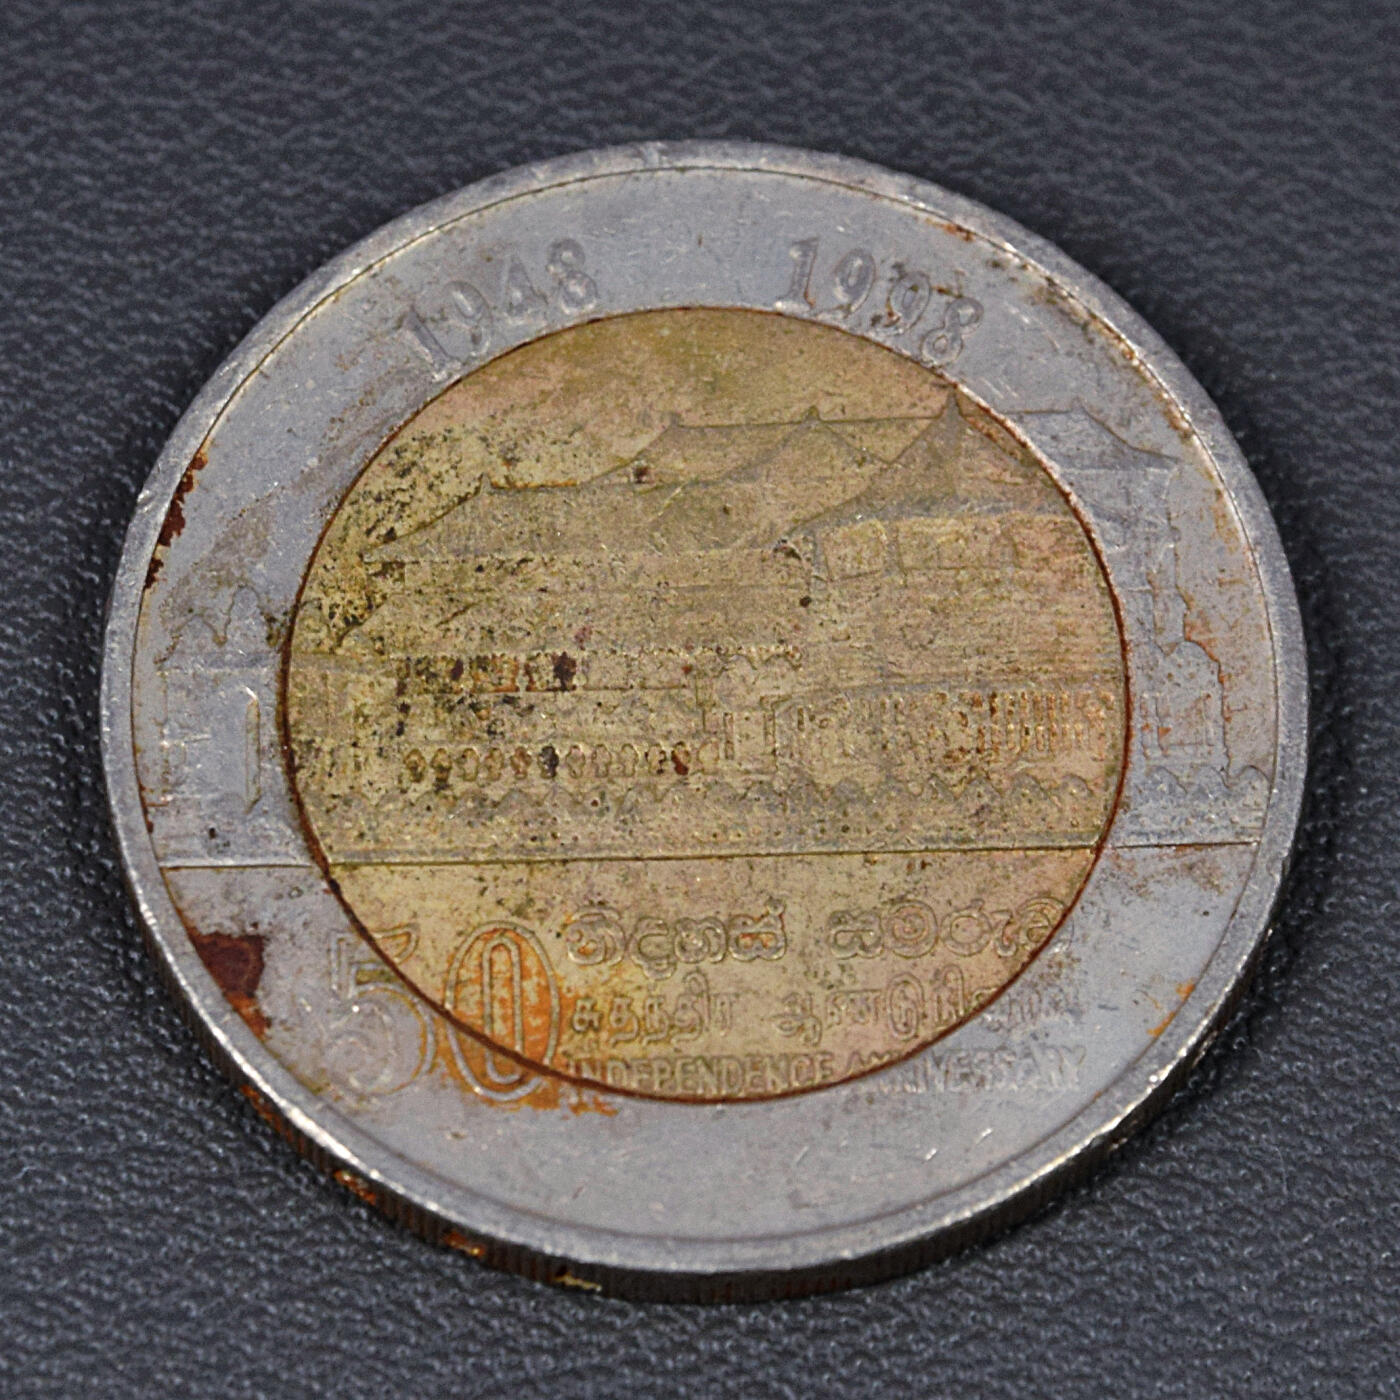 1948 1998
50
නිදහස් සමරුව
சுதந்திர ஆண்டுநிறைவு
INDEPENDENCE ANNIVERSARY